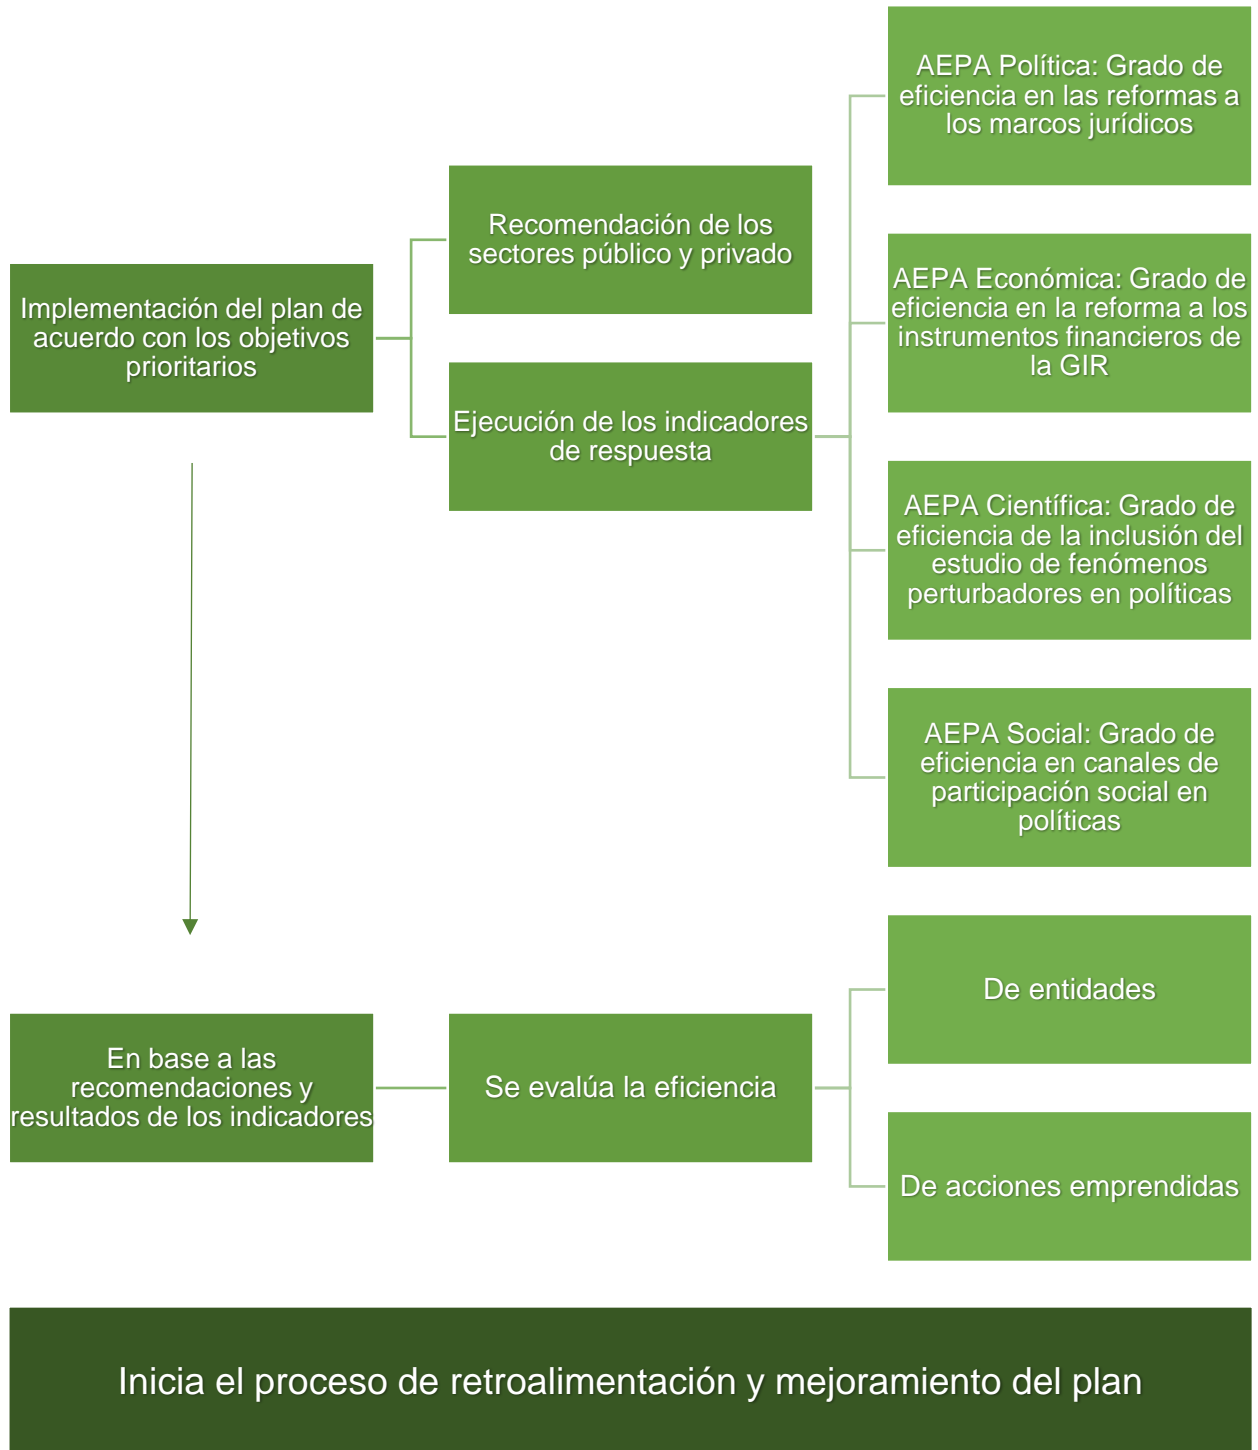 Implementación del plan de
acuerdo con los objetivos
prioritarios
Recomendación de los
sectores público y privado
Ejecución de los indicadores
de respuesta
AEPA Política: Grado de
eficiencia en las reformas a
los marcos jurídicos
AEPA Económica: Grado de
eficiencia en la reforma a los
instrumentos financieros de
la GIR
AEPA Científica: Grado de
eficiencia de la inclusión del
estudio de fenómenos
perturbadores en políticas
AEPA Social: Grado de
eficiencia en canales de
participación social en
políticas
En base a las
recomendaciones y
resultados de los indicadores
Se evalúa la eficiencia
De entidades
De acciones emprendidas
Inicia el proceso de retroalimentación y mejoramiento del plan